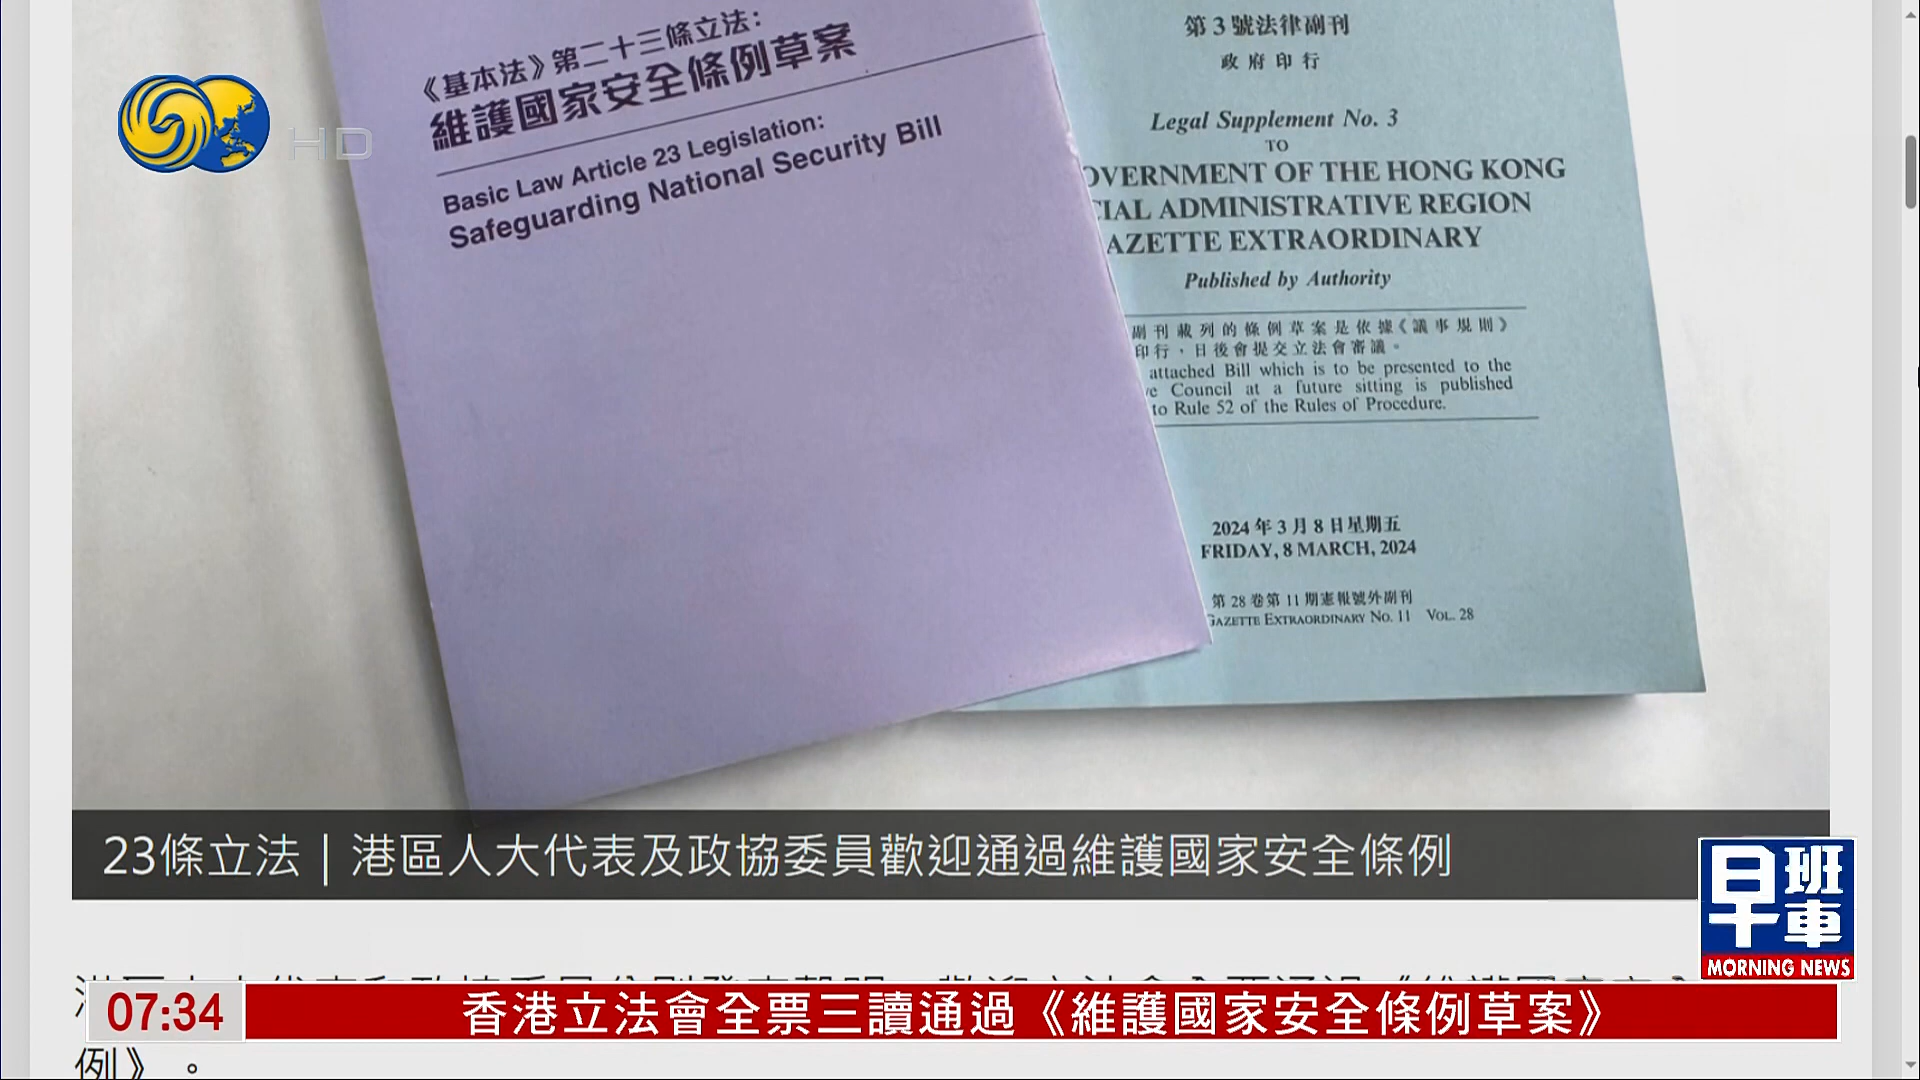 《基本法》第二十三條立法：
維護國家安全條例草案
Basic Law Article 23 Legislation:
Safeguarding National Security Bill
第3號法律副刊
政府印行
Legal Supplement No. 3
TO
OVERNMENT OF THE HONG KONG
CIAL ADMINISTRATIVE REGION
AZETTE EXTRAORDINARY
Published by Authority
副刊載列的條例草案是依據《議事規則》
印行，日後會提交立法會審議。
attached Bill which is to be presented to the
ve Council at a future sitting is published
to Rule 52 of the Rules of Procedure.
2024年3月8日星期五
FRIDAY, 8 MARCH, 2024
第28卷第11期憲報號外副刊
GAZETTE EXTRAORDINARY NO. 11 VOL. 28
HD
23條立法｜港區人大代表及政協委員歡迎通過維護國家安全條例
早班車
MORNING NEWS
07:34 香港立法會全票三讀通過《維護國家安全條例草案》
例》。